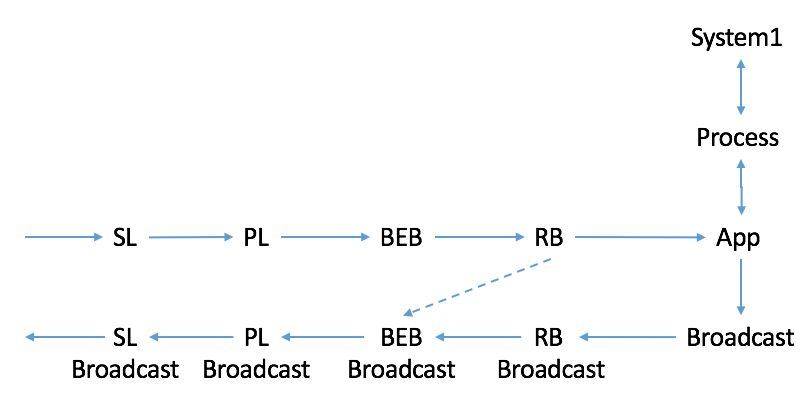 System1
Process
SL PL BEB RB App
SL PL BEB RB Broadcast
Broadcast Broadcast Broadcast Broadcast